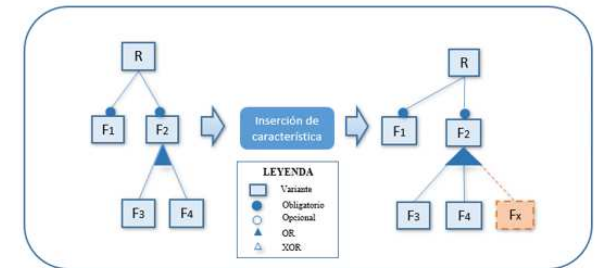 R
F1
F2
F3
F4
Inserción de
característica
LEYENDA
Variante
Obligatorio
Opcional
OR
XOR
R
F1
F2
F3
F4
Fx